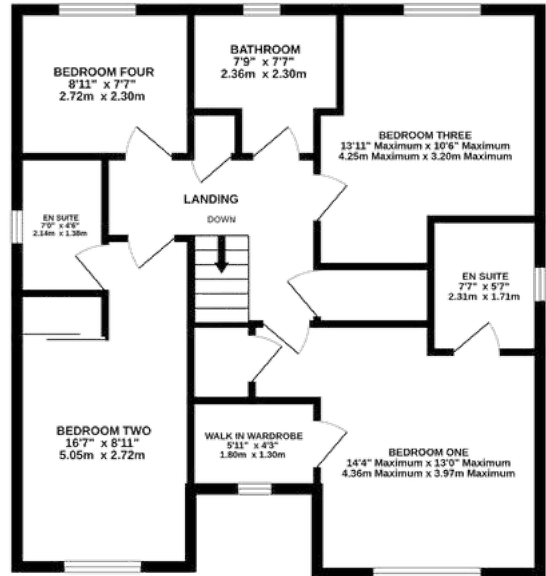 BEDROOM FOUR
8'11" x 7'7"
2.72m x 2.30m
BATHROOM
7'9" x 7'7"
2.36m x 2.30m
BEDROOM THREE
13'11" Maximum x 10'6" Maximum
4.25m Maximum x 3.20m Maximum
LANDING
DOWN
EN SUITE
7'0" x 4'6"
2.14m x 1.38m
EN SUITE
7'7" x 5'7"
2.31m x 1.71m
BEDROOM TWO
16'7" x 8'11"
5.05m x 2.72m
WALK IN WARDROBE
5'11" x 4'3"
1.80m x 1.30m
BEDROOM ONE
14'4" Maximum x 13'0" Maximum
4.36m Maximum x 3.97m Maximum